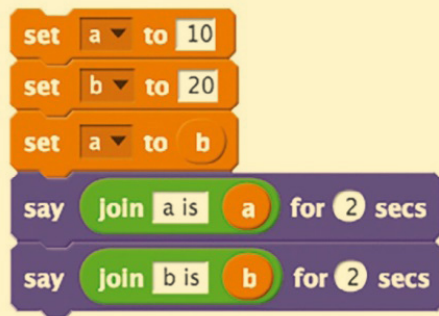 set a to 10
set b to 20
set a to b
say join a is a for 2 secs
say join b is b for 2 secs